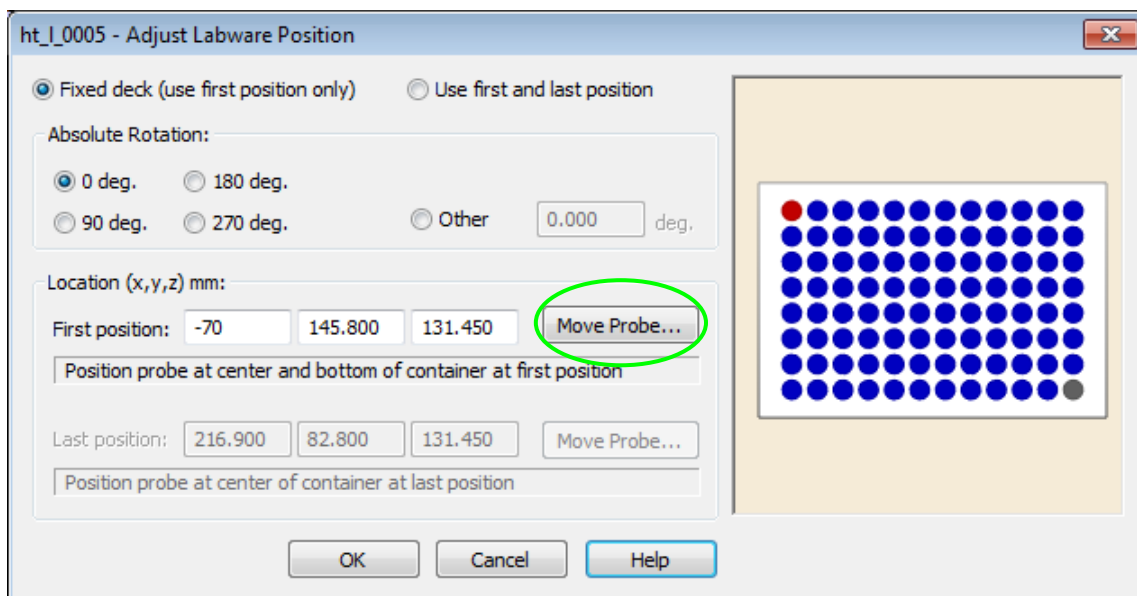 ht_l_0005 - Adjust Labware Position
Fixed deck (use first position only) Use first and last position
Absolute Rotation:
0 deg. 180 deg.
90 deg. 270 deg. Other 0.000 deg.
Location (x,y,z) mm:
First position: -70 145.800 131.450 Move Probe...
Position probe at center and bottom of container at first position
Last position: 216.900 82.800 131.450 Move Probe...
Position probe at center of container at last position
OK Cancel Help